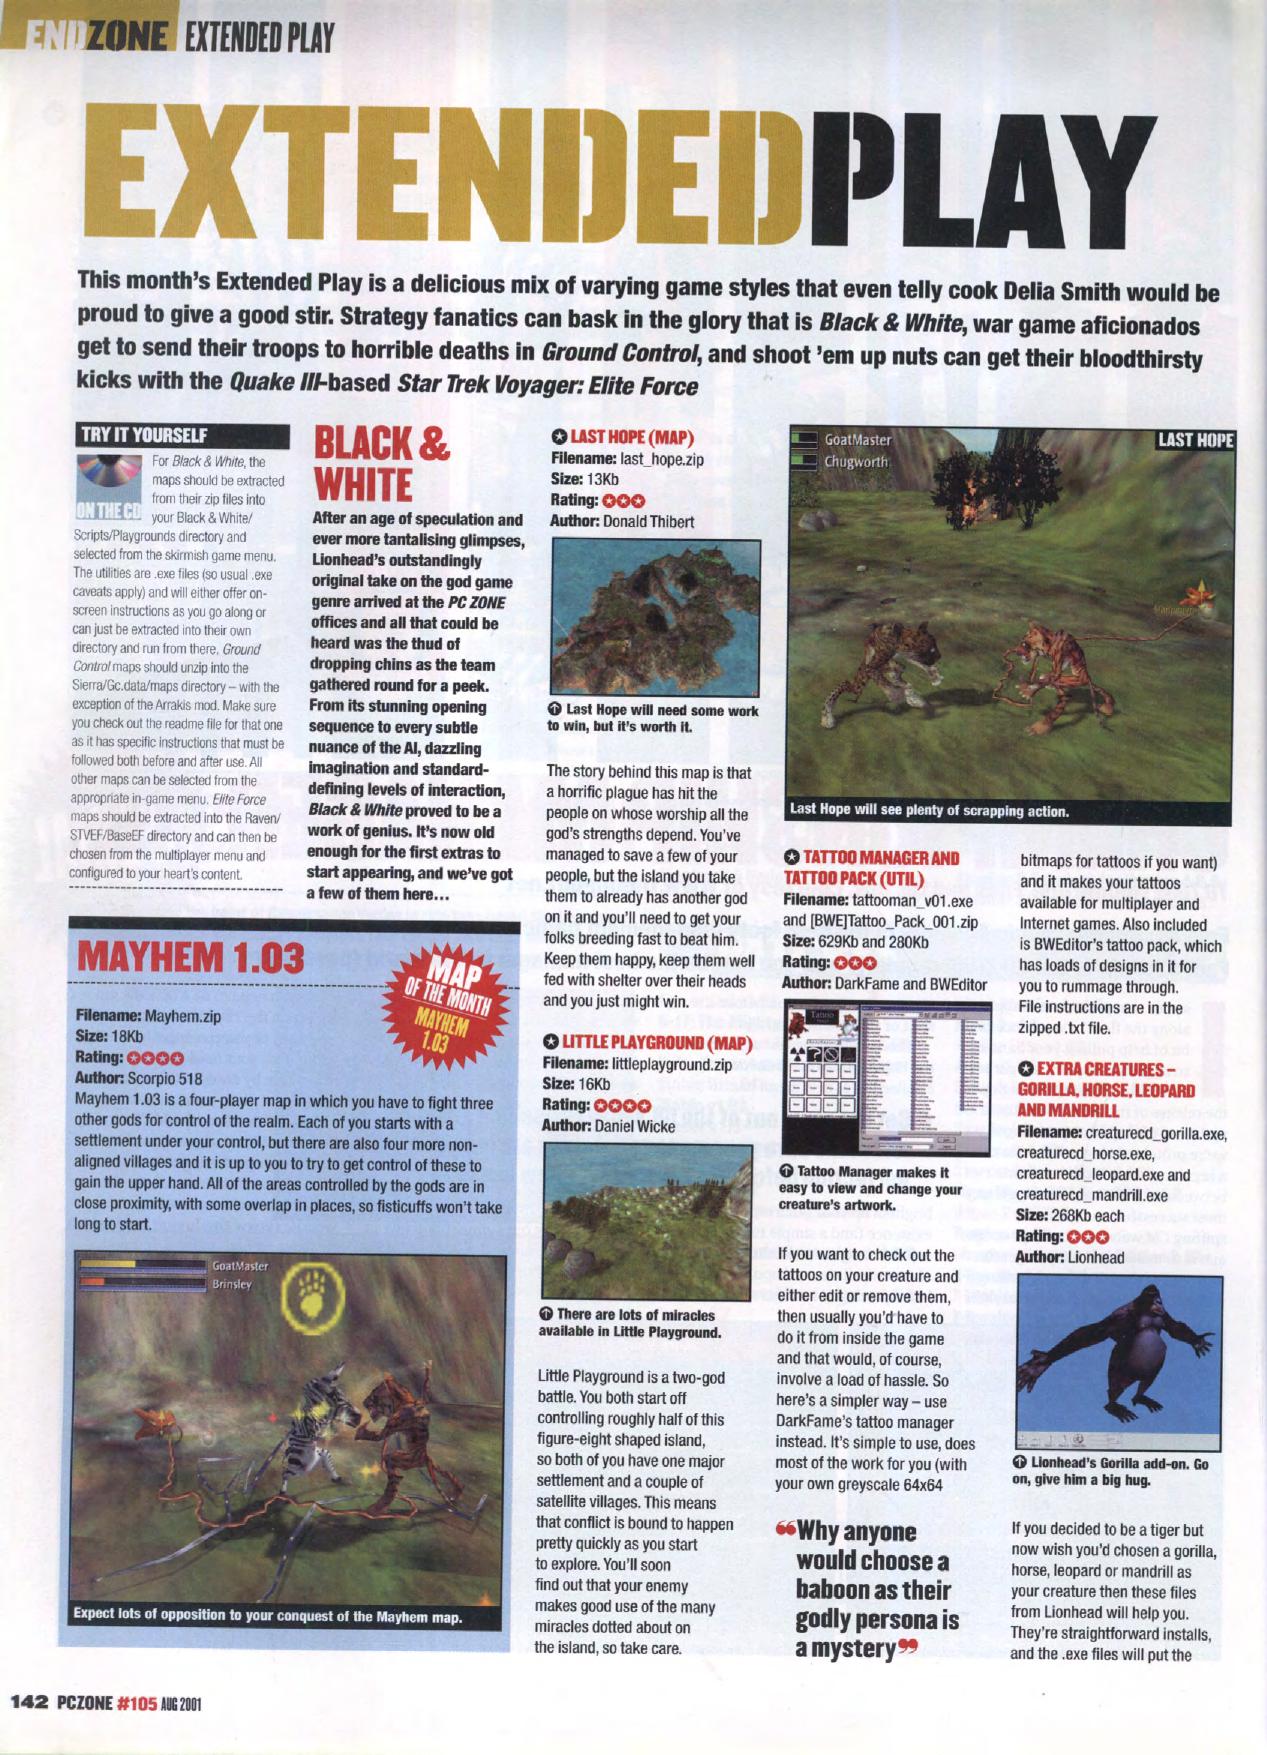 ENDZONE EXTENDED PLAY
EXTENDEDPLAY
This month's Extended Play is a delicious mix of varying game styles that even telly cook Delia Smith would be
proud to give a good stir. Strategy fanatics can bask in the glory that is Black & White, war game aficionados
get to send their troops to horrible deaths in Ground Control, and shoot 'em up nuts can get their bloodthirsty
kicks with the Quake III-based Star Trek Voyager: Elite Force
TRY IT YOURSELF
ON THE CD
For Black & White, the
maps should be extracted
from their zip files into
your Black & White/
Scripts/Playgrounds directory and
selected from the skirmish game menu.
The utilities are .exe files (so usual .exe
caveats apply) and will either offer on-
screen instructions as you go along or
can just be extracted into their own
directory and run from there. Ground
Control maps should unzip into the
Sierra/Gc.data/maps directory – with the
exception of the Arrakis mod. Make sure
you check out the readme file for that one
as it has specific instructions that must be
followed both before and after use. All
other maps can be selected from the
appropriate in-game menu. Elite Force
maps should be extracted into the Raven/
STVEF/BaseEF directory and can then be
chosen from the multiplayer menu and
configured to your heart's content.
BLACK &
WHITE
After an age of speculation and
ever more tantalising glimpses,
Lionhead's outstandingly
original take on the god game
genre arrived at the PC ZONE
offices and all that could be
heard was the thud of
dropping chins as the team
gathered round for a peek.
From its stunning opening
sequence to every subtle
nuance of the AI, dazzling
imagination and standard-
defining levels of interaction,
Black & White proved to be a
work of genius. It's now old
enough for the first extras to
start appearing, and we've got
a few of them here...
MAYHEM 1.03
MAP
OF THE MONTH
MAYHEM
1.03
Filename: Mayhem.zip
Size: 18Kb
Rating: ✪✪✪✪
Author: Scorpio 518
Mayhem 1.03 is a four-player map in which you have to fight three
other gods for control of the realm. Each of you starts with a
settlement under your control, but there are also four more non-
aligned villages and it is up to you to try to get control of these to
gain the upper hand. All of the areas controlled by the gods are in
close proximity, with some overlap in places, so fisticuffs won't take
long to start.
GoatMaster
Brinsley
Expect lots of opposition to your conquest of the Mayhem map.
✪ LAST HOPE (MAP)
Filename: last_hope.zip
Size: 13Kb
Rating: ✪✪✪
Author: Donald Thibert
Last Hope will need some work
to win, but it's worth it.
The story behind this map is that
a horrific plague has hit the
people on whose worship all the
god's strengths depend. You've
managed to save a few of your
people, but the island you take
them to already has another god
on it and you'll need to get your
folks breeding fast to beat him.
Keep them happy, keep them well
fed with shelter over their heads
and you just might win.
✪ LITTLE PLAYGROUND (MAP)
Filename: littleplayground.zip
Size: 16Kb
Rating: ✪✪✪✪
Author: Daniel Wicke
There are lots of miracles
available in Little Playground.
Little Playground is a two-god
battle. You both start off
controlling roughly half of this
figure-eight shaped island,
so both of you have one major
settlement and a couple of
satellite villages. This means
that conflict is bound to happen
pretty quickly as you start
to explore. You'll soon
find out that your enemy
makes good use of the many
miracles dotted about on
the island, so take care.
GoatMaster
Chugworth
LAST HOPE
Last Hope will see plenty of scrapping action.
✪ TATTOO MANAGER AND
TATTOO PACK (UTIL)
Filename: tattooman_v01.exe
and [BWE]Tattoo_Pack_001.zip
Size: 629Kb and 280Kb
Rating: ✪✪✪
Author: DarkFame and BWEditor
Tattoo
Tattoo Manager makes it
easy to view and change your
creature's artwork.
If you want to check out the
tattoos on your creature and
either edit or remove them,
then usually you'd have to
do it from inside the game
and that would, of course,
involve a load of hassle. So
here's a simpler way – use
DarkFame's tattoo manager
instead. It's simple to use, does
most of the work for you (with
your own greyscale 64x64
“Why anyone
would choose a
baboon as their
godly persona is
a mystery”
bitmaps for tattoos if you want)
and it makes your tattoos
available for multiplayer and
Internet games. Also included
is BWEditor's tattoo pack, which
has loads of designs in it for
you to rummage through.
File instructions are in the
zipped .txt file.
✪ EXTRA CREATURES –
GORILLA, HORSE, LEOPARD
AND MANDRILL
Filename: creaturecd_gorilla.exe,
creaturecd_horse.exe,
creaturecd_leopard.exe and
creaturecd_mandrill.exe
Size: 268Kb each
Rating: ✪✪✪
Author: Lionhead
Lionhead's Gorilla add-on. Go
on, give him a big hug.
If you decided to be a tiger but
now wish you'd chosen a gorilla,
horse, leopard or mandrill as
your creature then these files
from Lionhead will help you.
They're straightforward installs,
and the .exe files will put the
142 PCZONE #105 AUG 2001